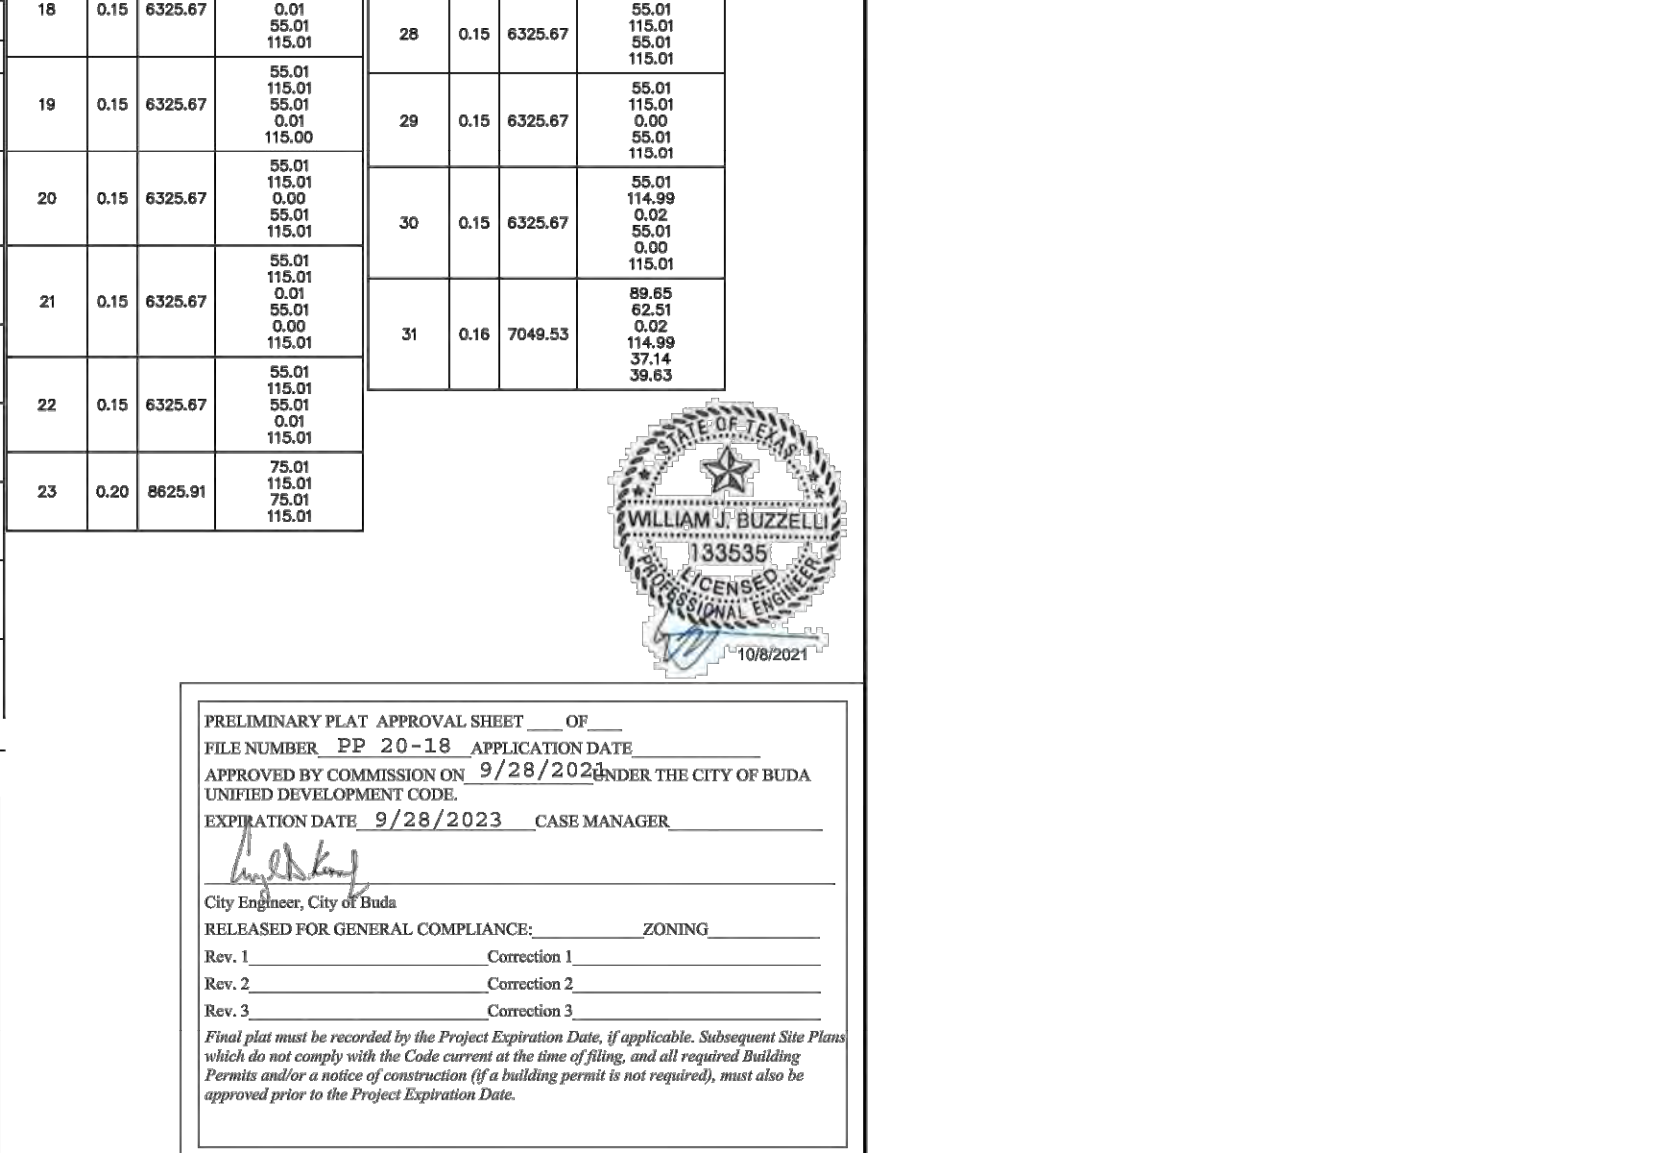 18 0.15 6325.67
0.01
55.01
115.01
19 0.15 6325.67
55.01
115.01
55.01
0.01
115.00
20 0.15 6325.67
55.01
115.01
0.00
55.01
115.01
21 0.15 6325.67
55.01
115.01
0.01
55.01
0.00
115.01
22 0.15 6325.67
55.01
115.01
55.01
0.01
115.01
23 0.20 8625.91
75.01
115.01
75.01
115.01
28 0.15 6325.67
55.01
115.01
55.01
115.01
29 0.15 6325.67
55.01
115.01
0.00
55.01
115.01
30 0.15 6325.67
55.01
114.99
0.02
55.01
0.00
115.01
31 0.16 7049.53
89.65
62.51
0.02
114.99
37.14
39.63
STATE OF TEXAS
WILLIAM J. BUZZELLI
133535
LICENSED
PROFESSIONAL ENGINEER
10/8/2021
PRELIMINARY PLAT APPROVAL SHEET ____ OF ____
FILE NUMBER PP 20-18 APPLICATION DATE
APPROVED BY COMMISSION ON 9/28/2021 UNDER THE CITY OF BUDA
UNIFIED DEVELOPMENT CODE.
EXPIRATION DATE 9/28/2023 CASE MANAGER
City Engineer, City of Buda
RELEASED FOR GENERAL COMPLIANCE: ZONING
Rev. 1 Correction 1
Rev. 2 Correction 2
Rev. 3 Correction 3
Final plat must be recorded by the Project Expiration Date, if applicable. Subsequent Site Plans
which do not comply with the Code current at the time of filing, and all required Building
Permits and/or a notice of construction (if a building permit is not required), must also be
approved prior to the Project Expiration Date.